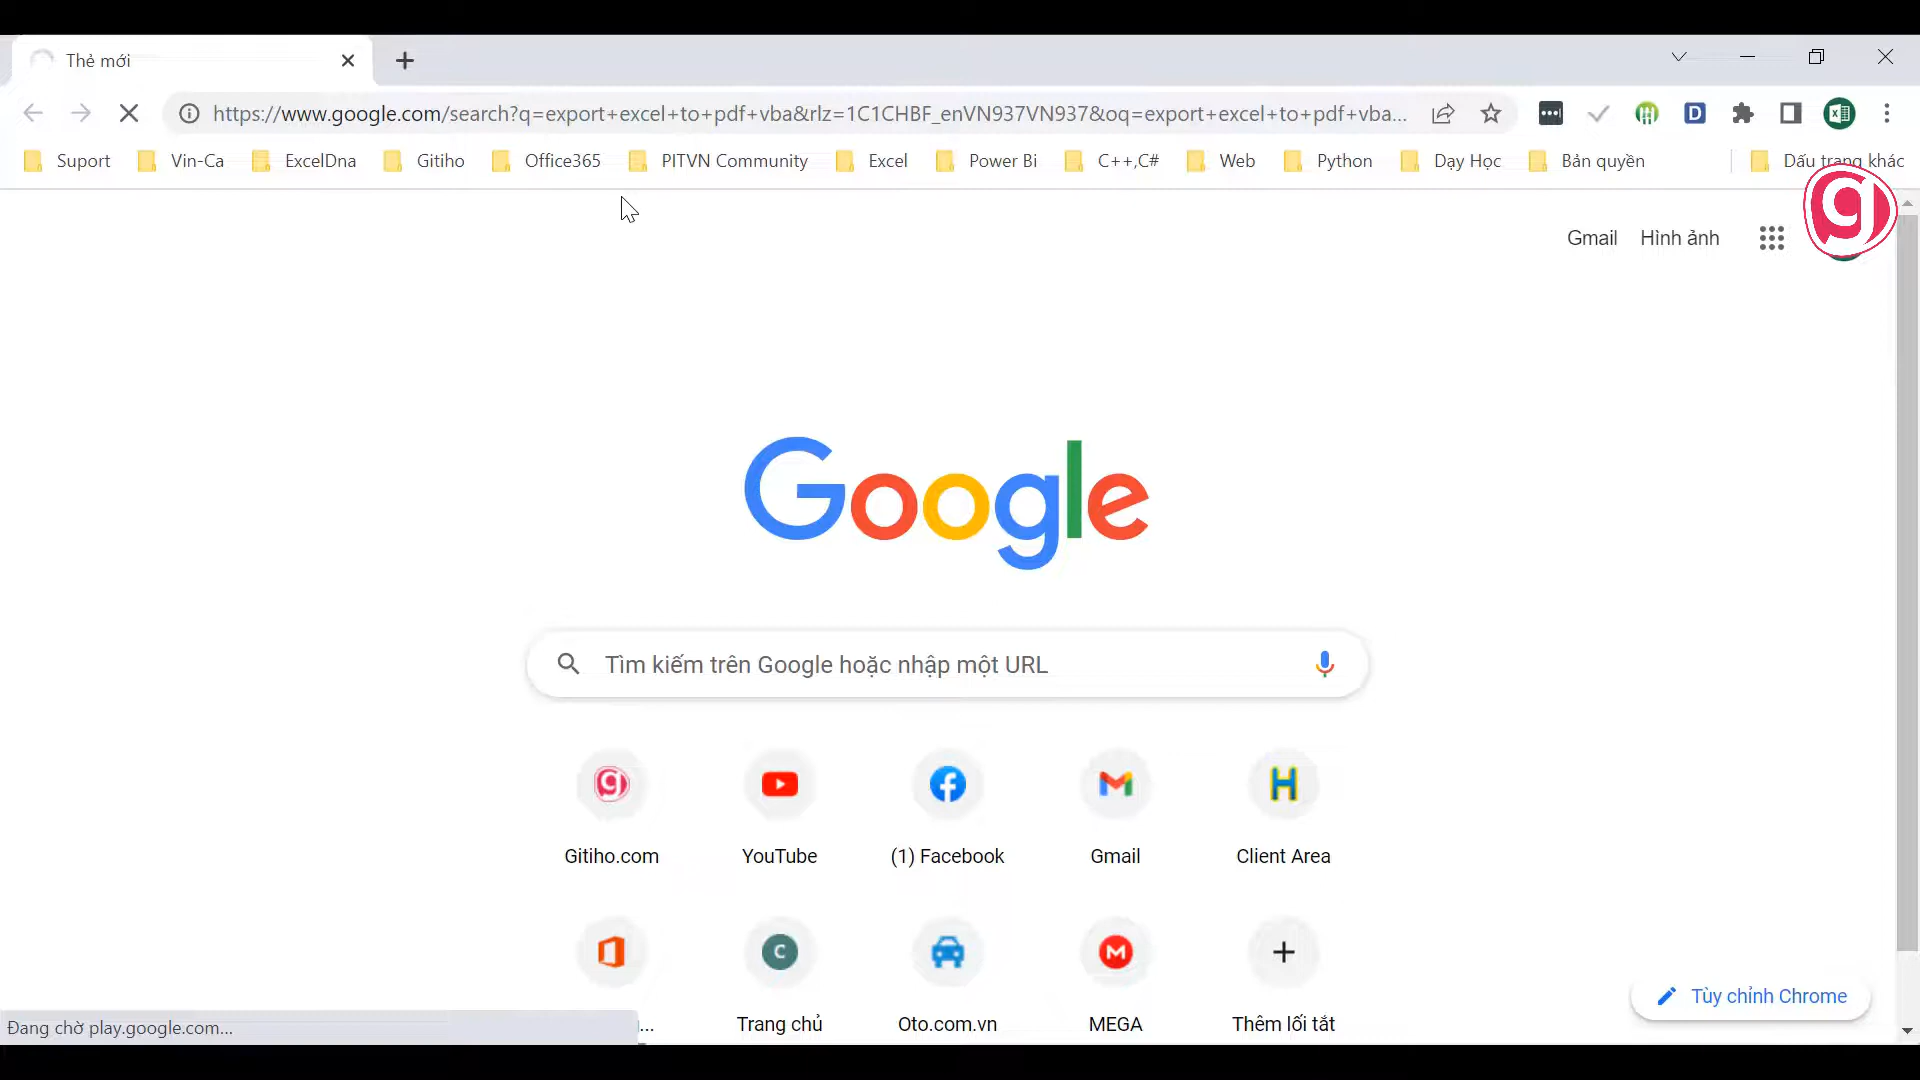 Thẻ mới
https://www.google.com/search?q=export+excel+to+pdf+vba&rlz=1C1CHBF_enVN937VN937&oq=export+excel+to+pdf+vba...
Suport Vin-Ca ExcelDna Gitiho Office365 PITVN Community Excel Power Bi C++,C# Web Python Dạy Học Bản quyền Dấu trang khác
Gmail Hình ảnh
Google
Tìm kiếm trên Google hoặc nhập một URL
Gitiho.com YouTube (1) Facebook Gmail Client Area
... Trang chủ Oto.com.vn MEGA Thêm lối tắt
Tùy chỉnh Chrome
Đang chờ play.google.com...